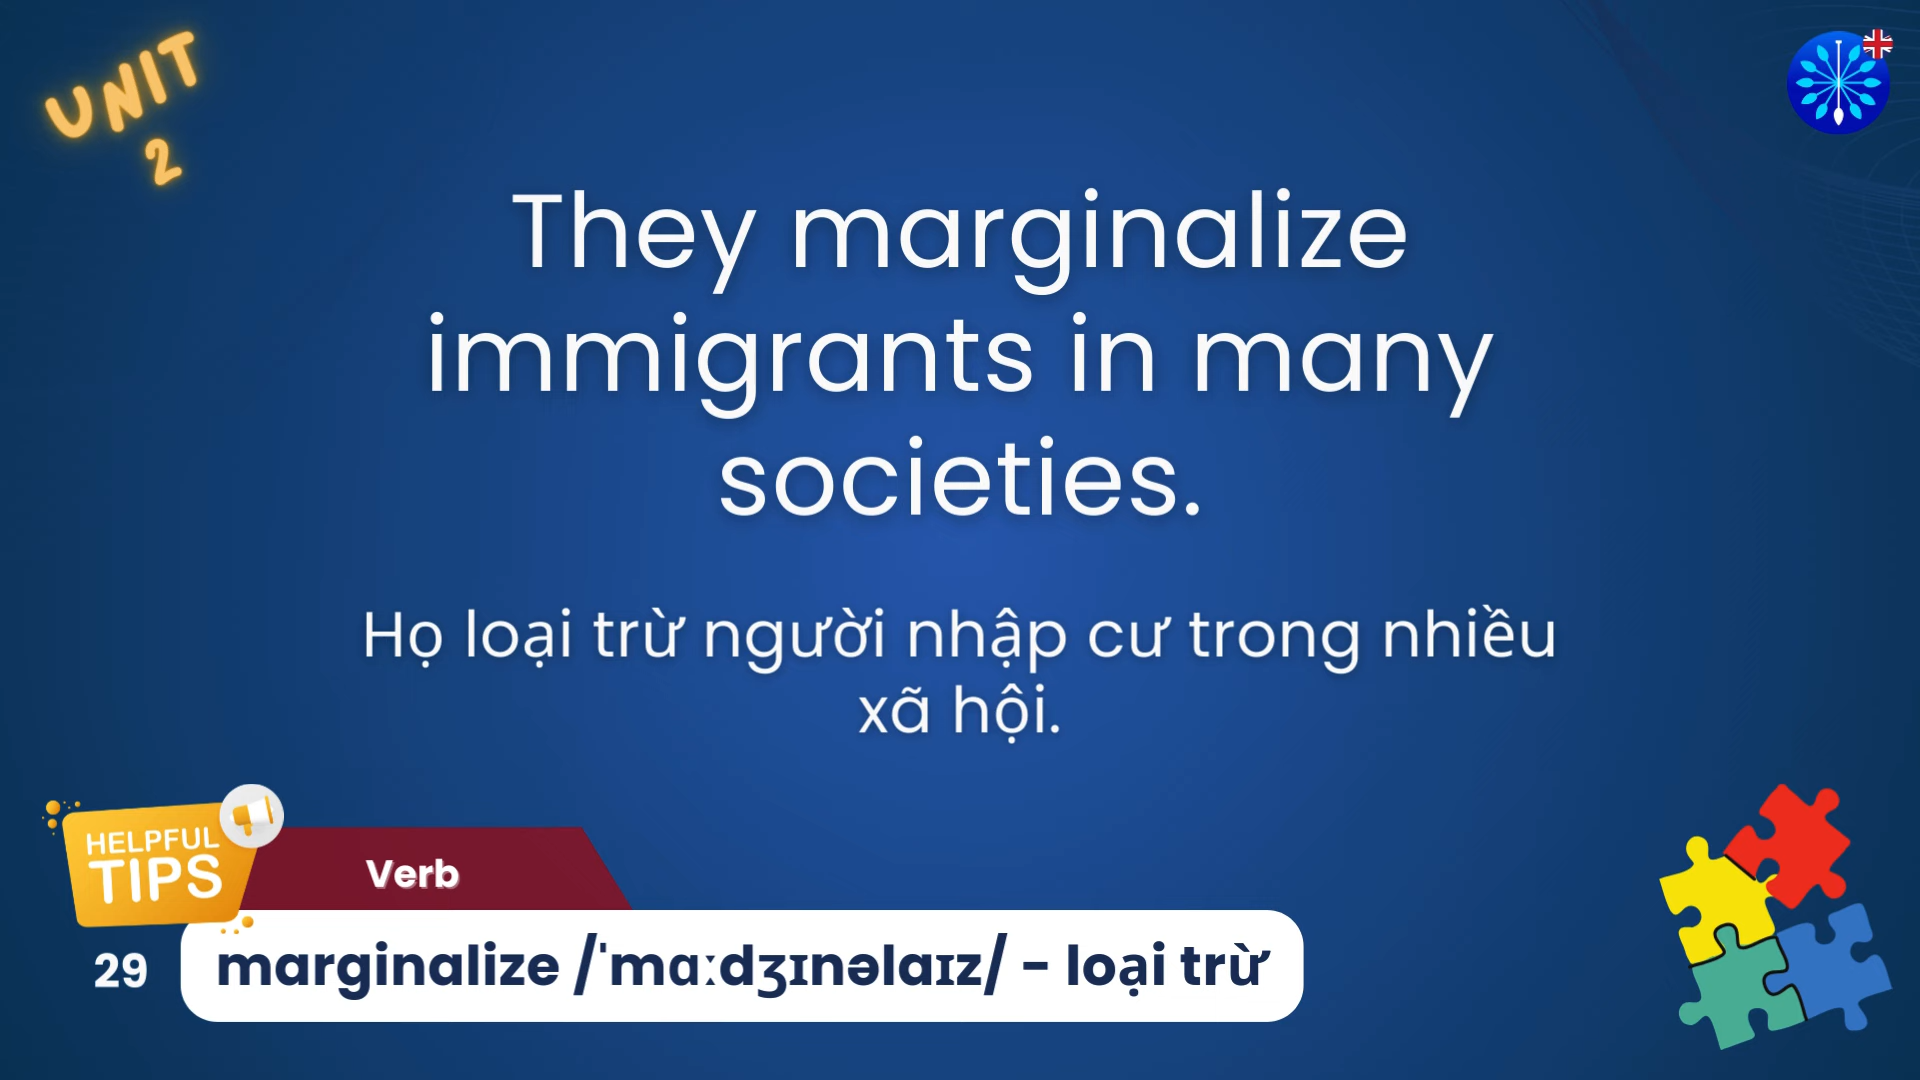 UNIT
2
They marginalize
immigrants in many
societies.
Họ loại trừ người nhập cư trong nhiều
xã hội.
HELPFUL
TIPS
Verb
29
marginalize /ˈmɑːdʒɪnəlaɪz/ - loại trừ